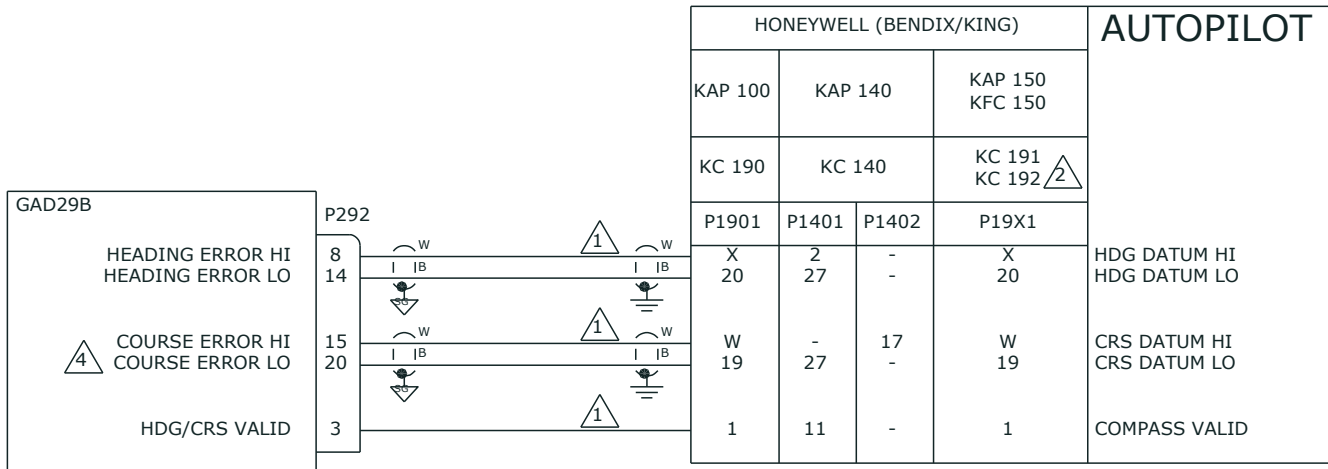 HONEYWELL (BENDIX/KING) AUTOPILOT
KAP 100 KAP 140 KAP 150
KFC 150
KC 190 KC 140 KC 191
KC 192 2
GAD29B
P292 P1901 P1401 P1402 P19X1
HEADING ERROR HI 8 W 1 W X 2 - X HDG DATUM HI
HEADING ERROR LO 14 B B 20 27 - 20 HDG DATUM LO
SG
COURSE ERROR HI 15 W 1 W W - 17 W CRS DATUM HI
4 COURSE ERROR LO 20 B B 19 27 - 19 CRS DATUM LO
SG
HDG/CRS VALID 3 1 1 11 - 1 COMPASS VALID